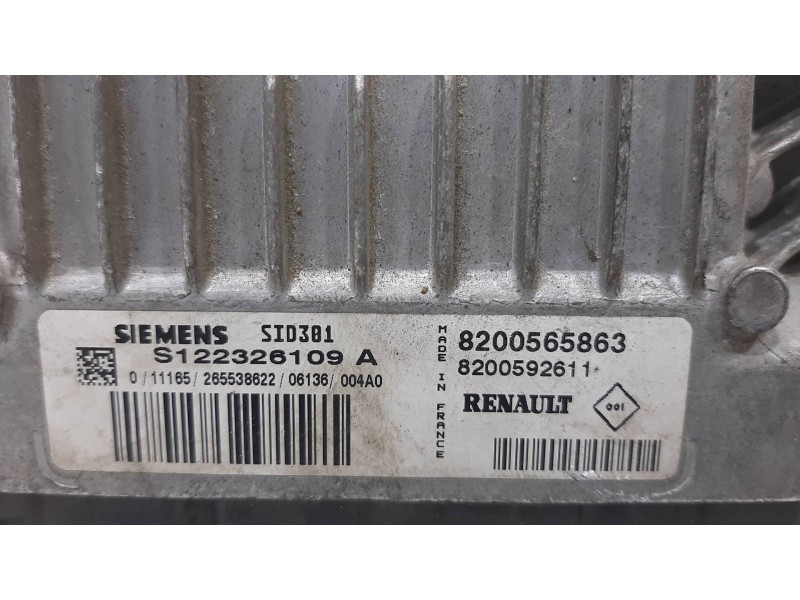 SIEMENS SID301
S122326109 A
0/11165/265538622/06136/004A0
MADE IN FRANCE
8200565863
8200592611
RENAULT
001